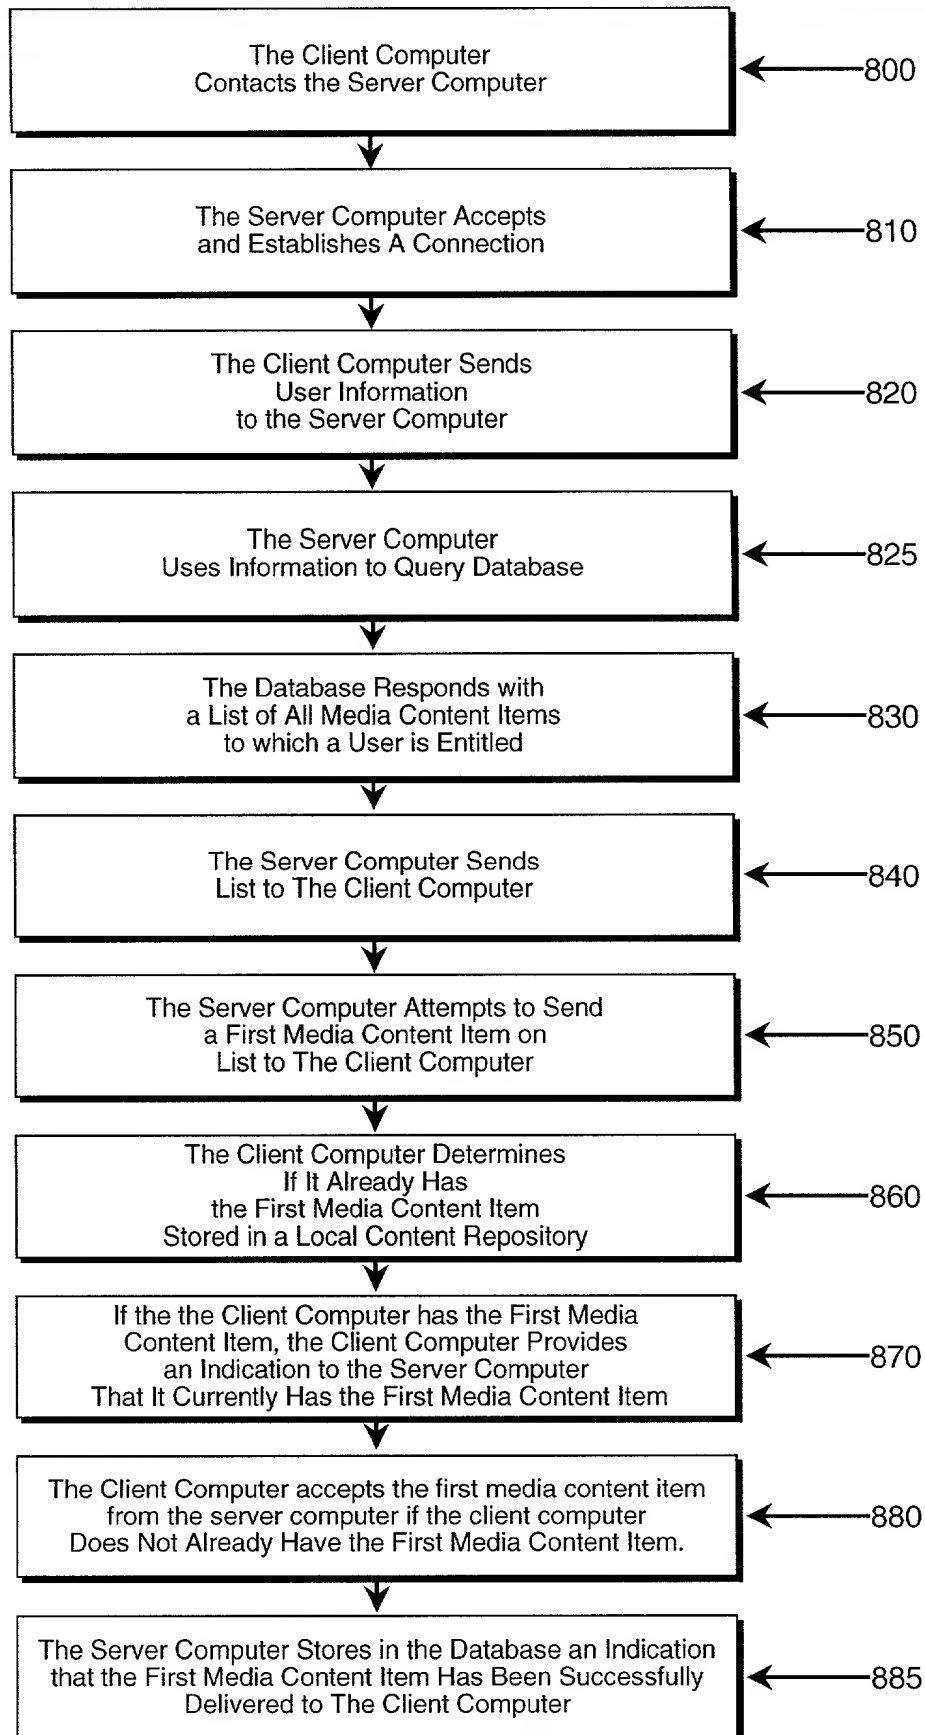 The Client Computer
Contacts the Server Computer
800
The Server Computer Accepts
and Establishes A Connection
810
The Client Computer Sends
User Information
to the Server Computer
820
The Server Computer
Uses Information to Query Database
825
The Database Responds with
a List of All Media Content Items
to which a User is Entitled
830
The Server Computer Sends
List to The Client Computer
840
The Server Computer Attempts to Send
a First Media Content Item on
List to The Client Computer
850
The Client Computer Determines
If It Already Has
the First Media Content Item
Stored in a Local Content Repository
860
If the the Client Computer has the First Media
Content Item, the Client Computer Provides
an Indication to the Server Computer
That It Currently Has the First Media Content Item
870
The Client Computer accepts the first media content item
from the server computer if the client computer
Does Not Already Have the First Media Content Item.
880
The Server Computer Stores in the Database an Indication
that the First Media Content Item Has Been Successfully
Delivered to The Client Computer
885